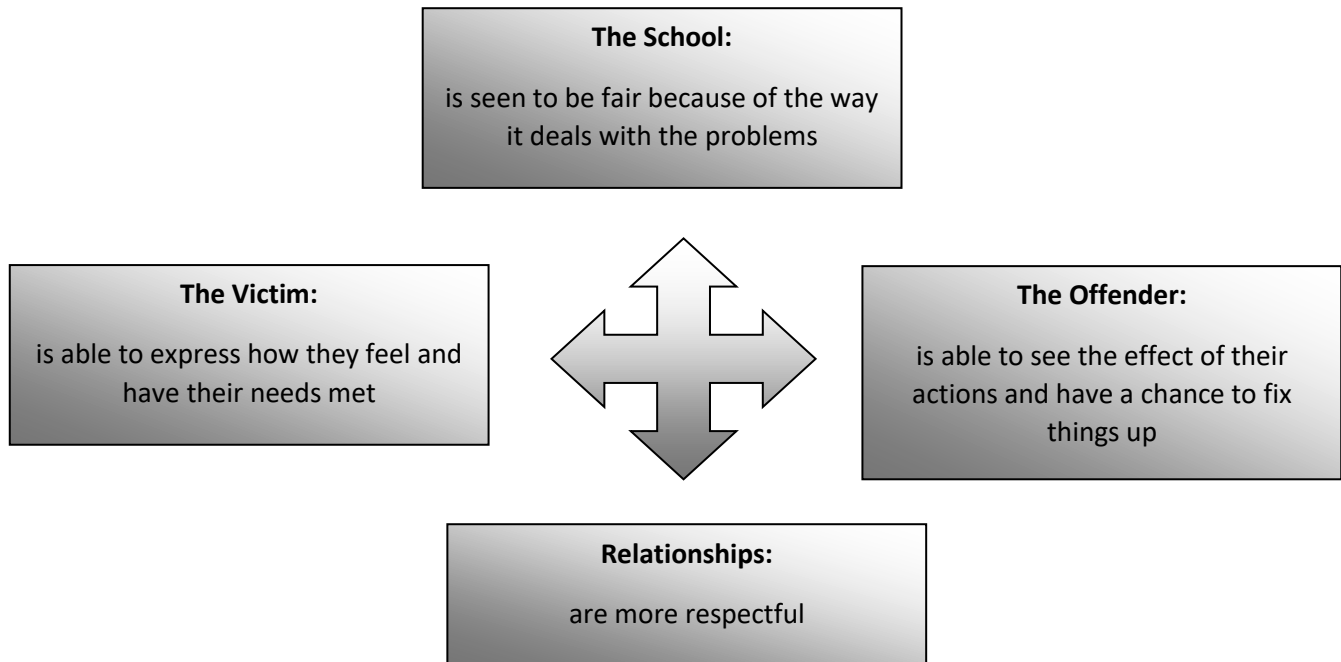 The School:
is seen to be fair because of the way
it deals with the problems
The Victim:
is able to express how they feel and
have their needs met
The Offender:
is able to see the effect of their
actions and have a chance to fix
things up
Relationships:
are more respectful